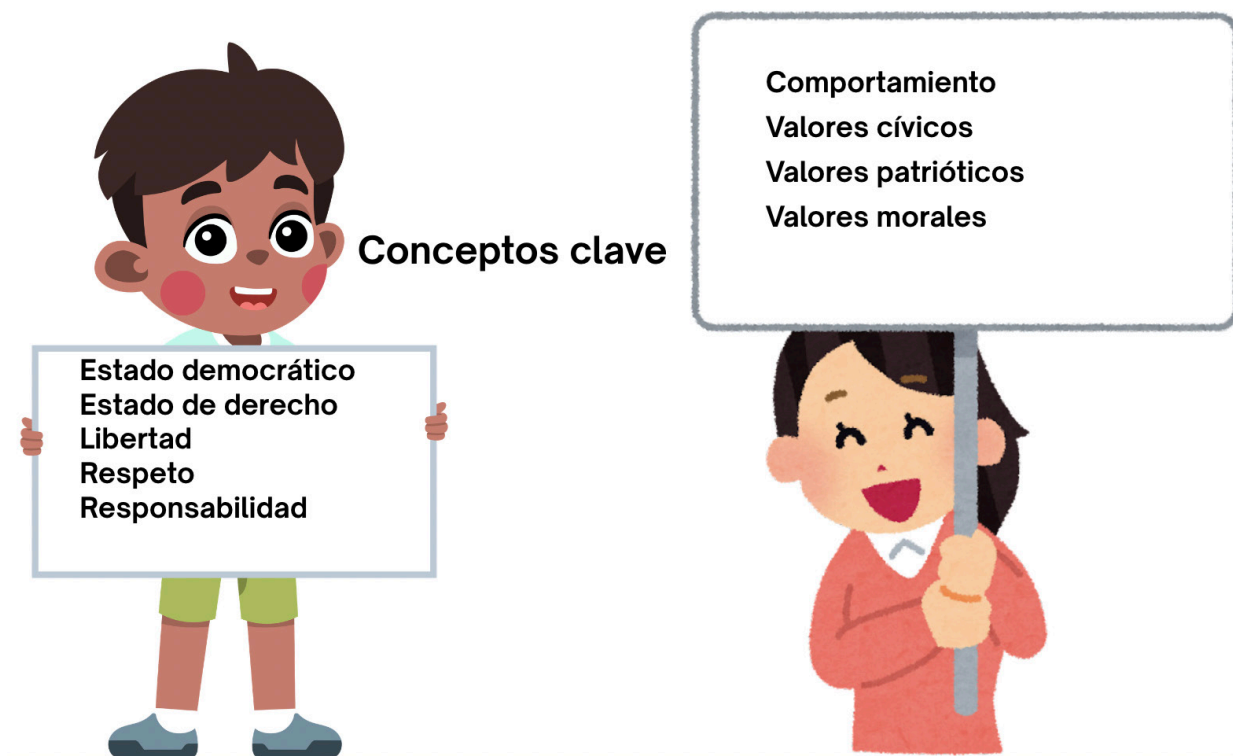 Conceptos clave
Estado democrático
Estado de derecho
Libertad
Respeto
Responsabilidad
Comportamiento
Valores cívicos
Valores patrióticos
Valores morales